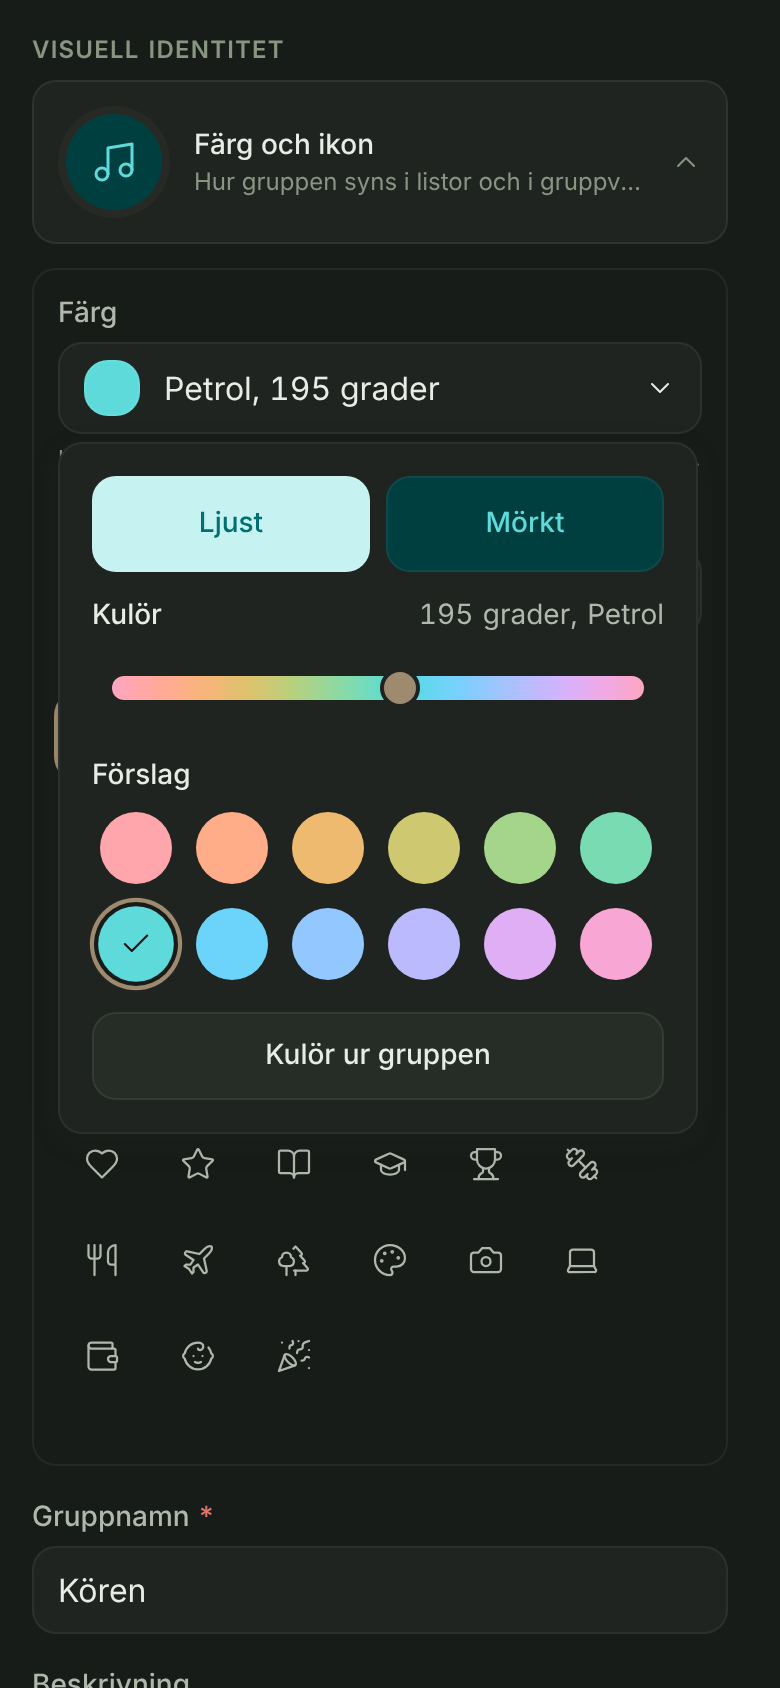 VISUELL IDENTITET
Färg och ikon
Hur gruppen syns i listor och i gruppv...
Färg
Petrol, 195 grader
Ljust
Mörkt
Kulör
195 grader, Petrol
Förslag
Kulör ur gruppen
Gruppnamn *
Kören
Beskrivning